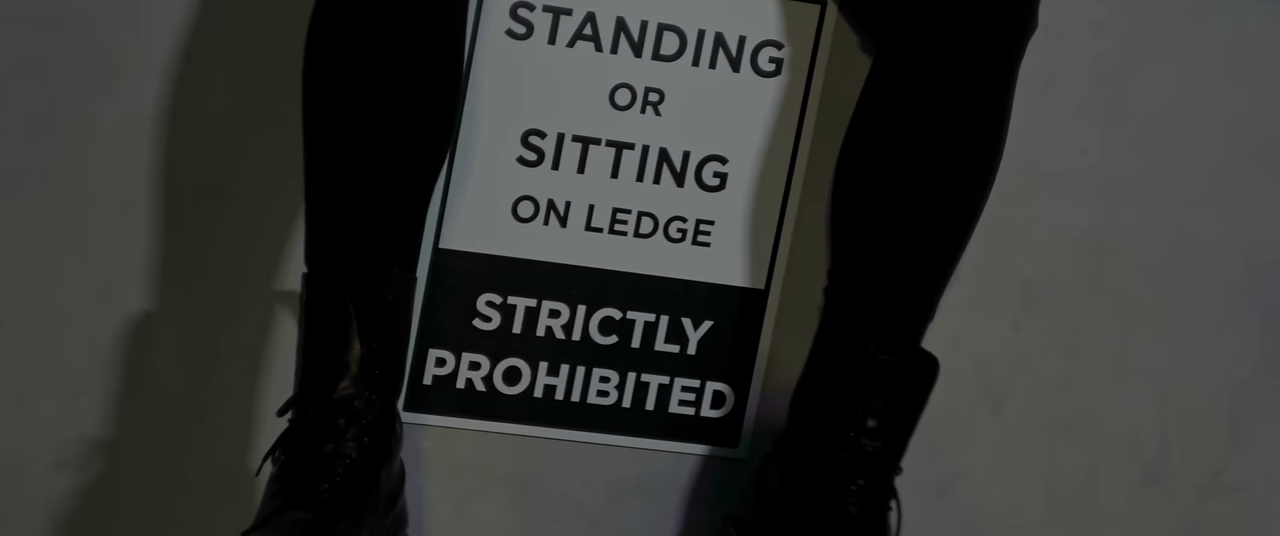 STANDING
OR
SITTING
ON LEDGE
STRICTLY
PROHIBITED